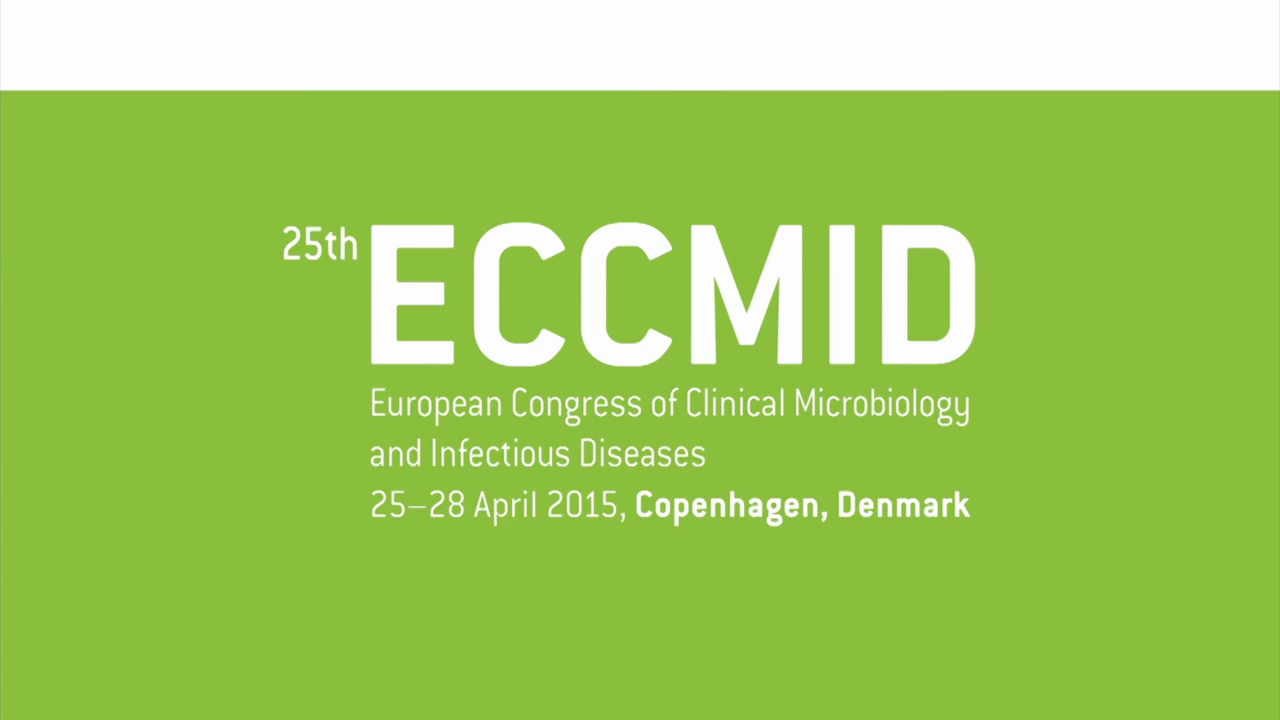 25th ECCMID
European Congress of Clinical Microbiology
and Infectious Diseases
25–28 April 2015, Copenhagen, Denmark